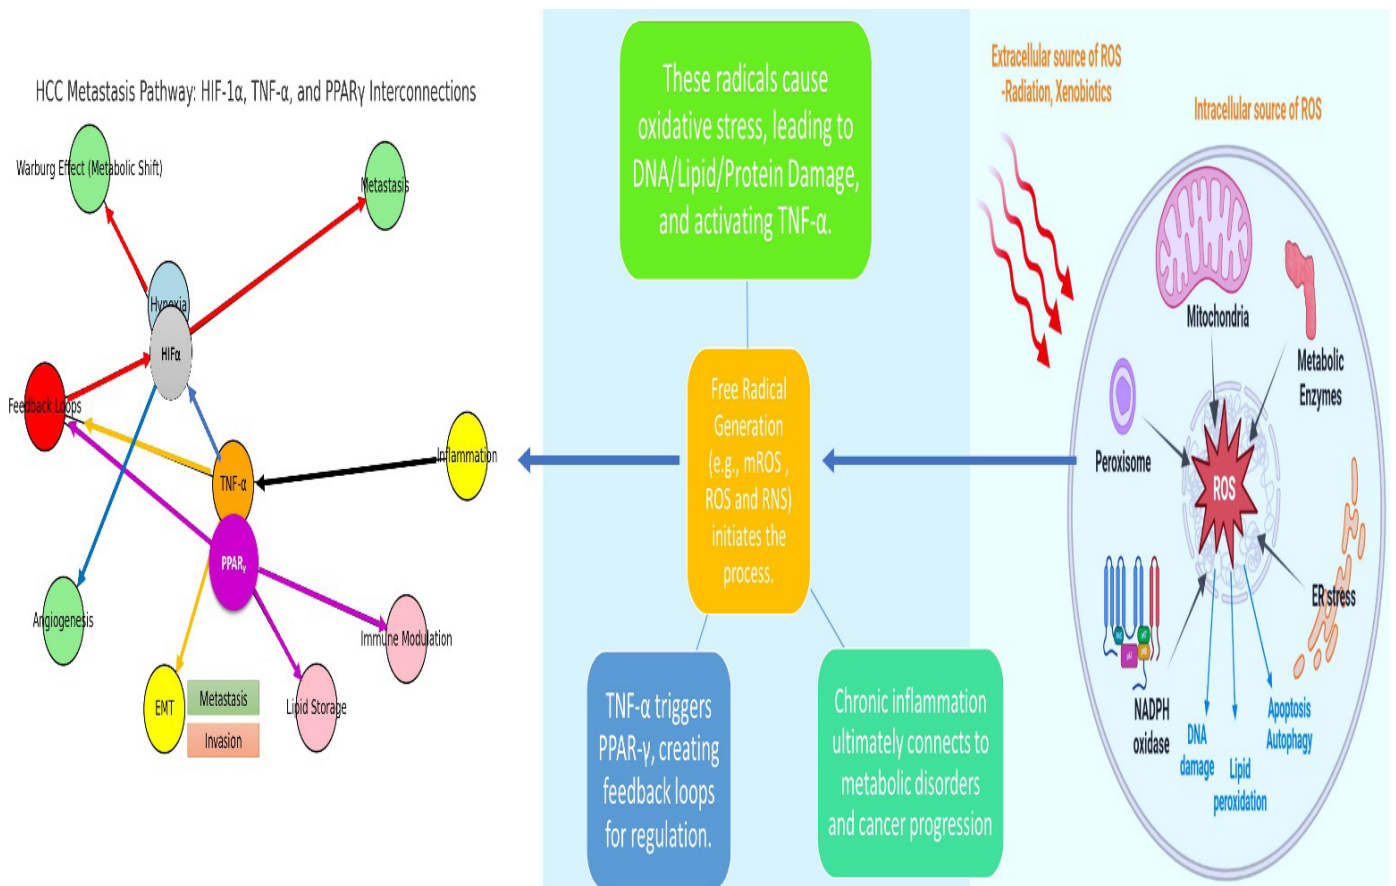 HCC Metastasis Pathway: HIF-1α, TNF-α, and PPARγ Interconnections
Warburg Effect (Metabolic Shift)
Metastasis
Hypoxia
HIFα
Feedback Loops
TNF-α
Inflammation
PPARγ
Angiogenesis
Immune Modulation
EMT
Metastasis
Invasion
Lipid Storage
These radicals cause
oxidative stress, leading to
DNA/Lipid/Protein Damage,
and activating TNF-α.
Free Radical
Generation
(e.g., mROS ,
ROS and RNS)
initiates the
process.
TNF-α triggers
PPAR-γ, creating
feedback loops
for regulation.
Chronic inflammation
ultimately connects to
metabolic disorders
and cancer progression
Extracellular source of ROS
-Radiation, Xenobiotics
Intracellular source of ROS
Mitochondria
Metabolic
Enzymes
Peroxisome
ROS
ER stress
NADPH
oxidase
DNA
damage
Lipid
peroxidation
Apoptosis
Autophagy